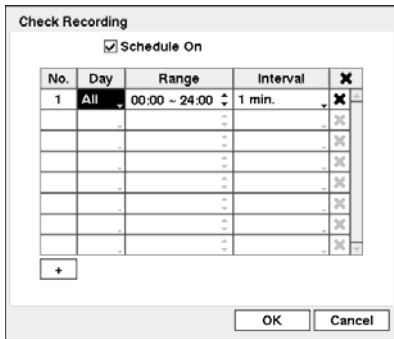 Check Recording
Schedule On
No. Day Range Interval
1 All 00:00 ~ 24:00 1 min.
+
OK Cancel